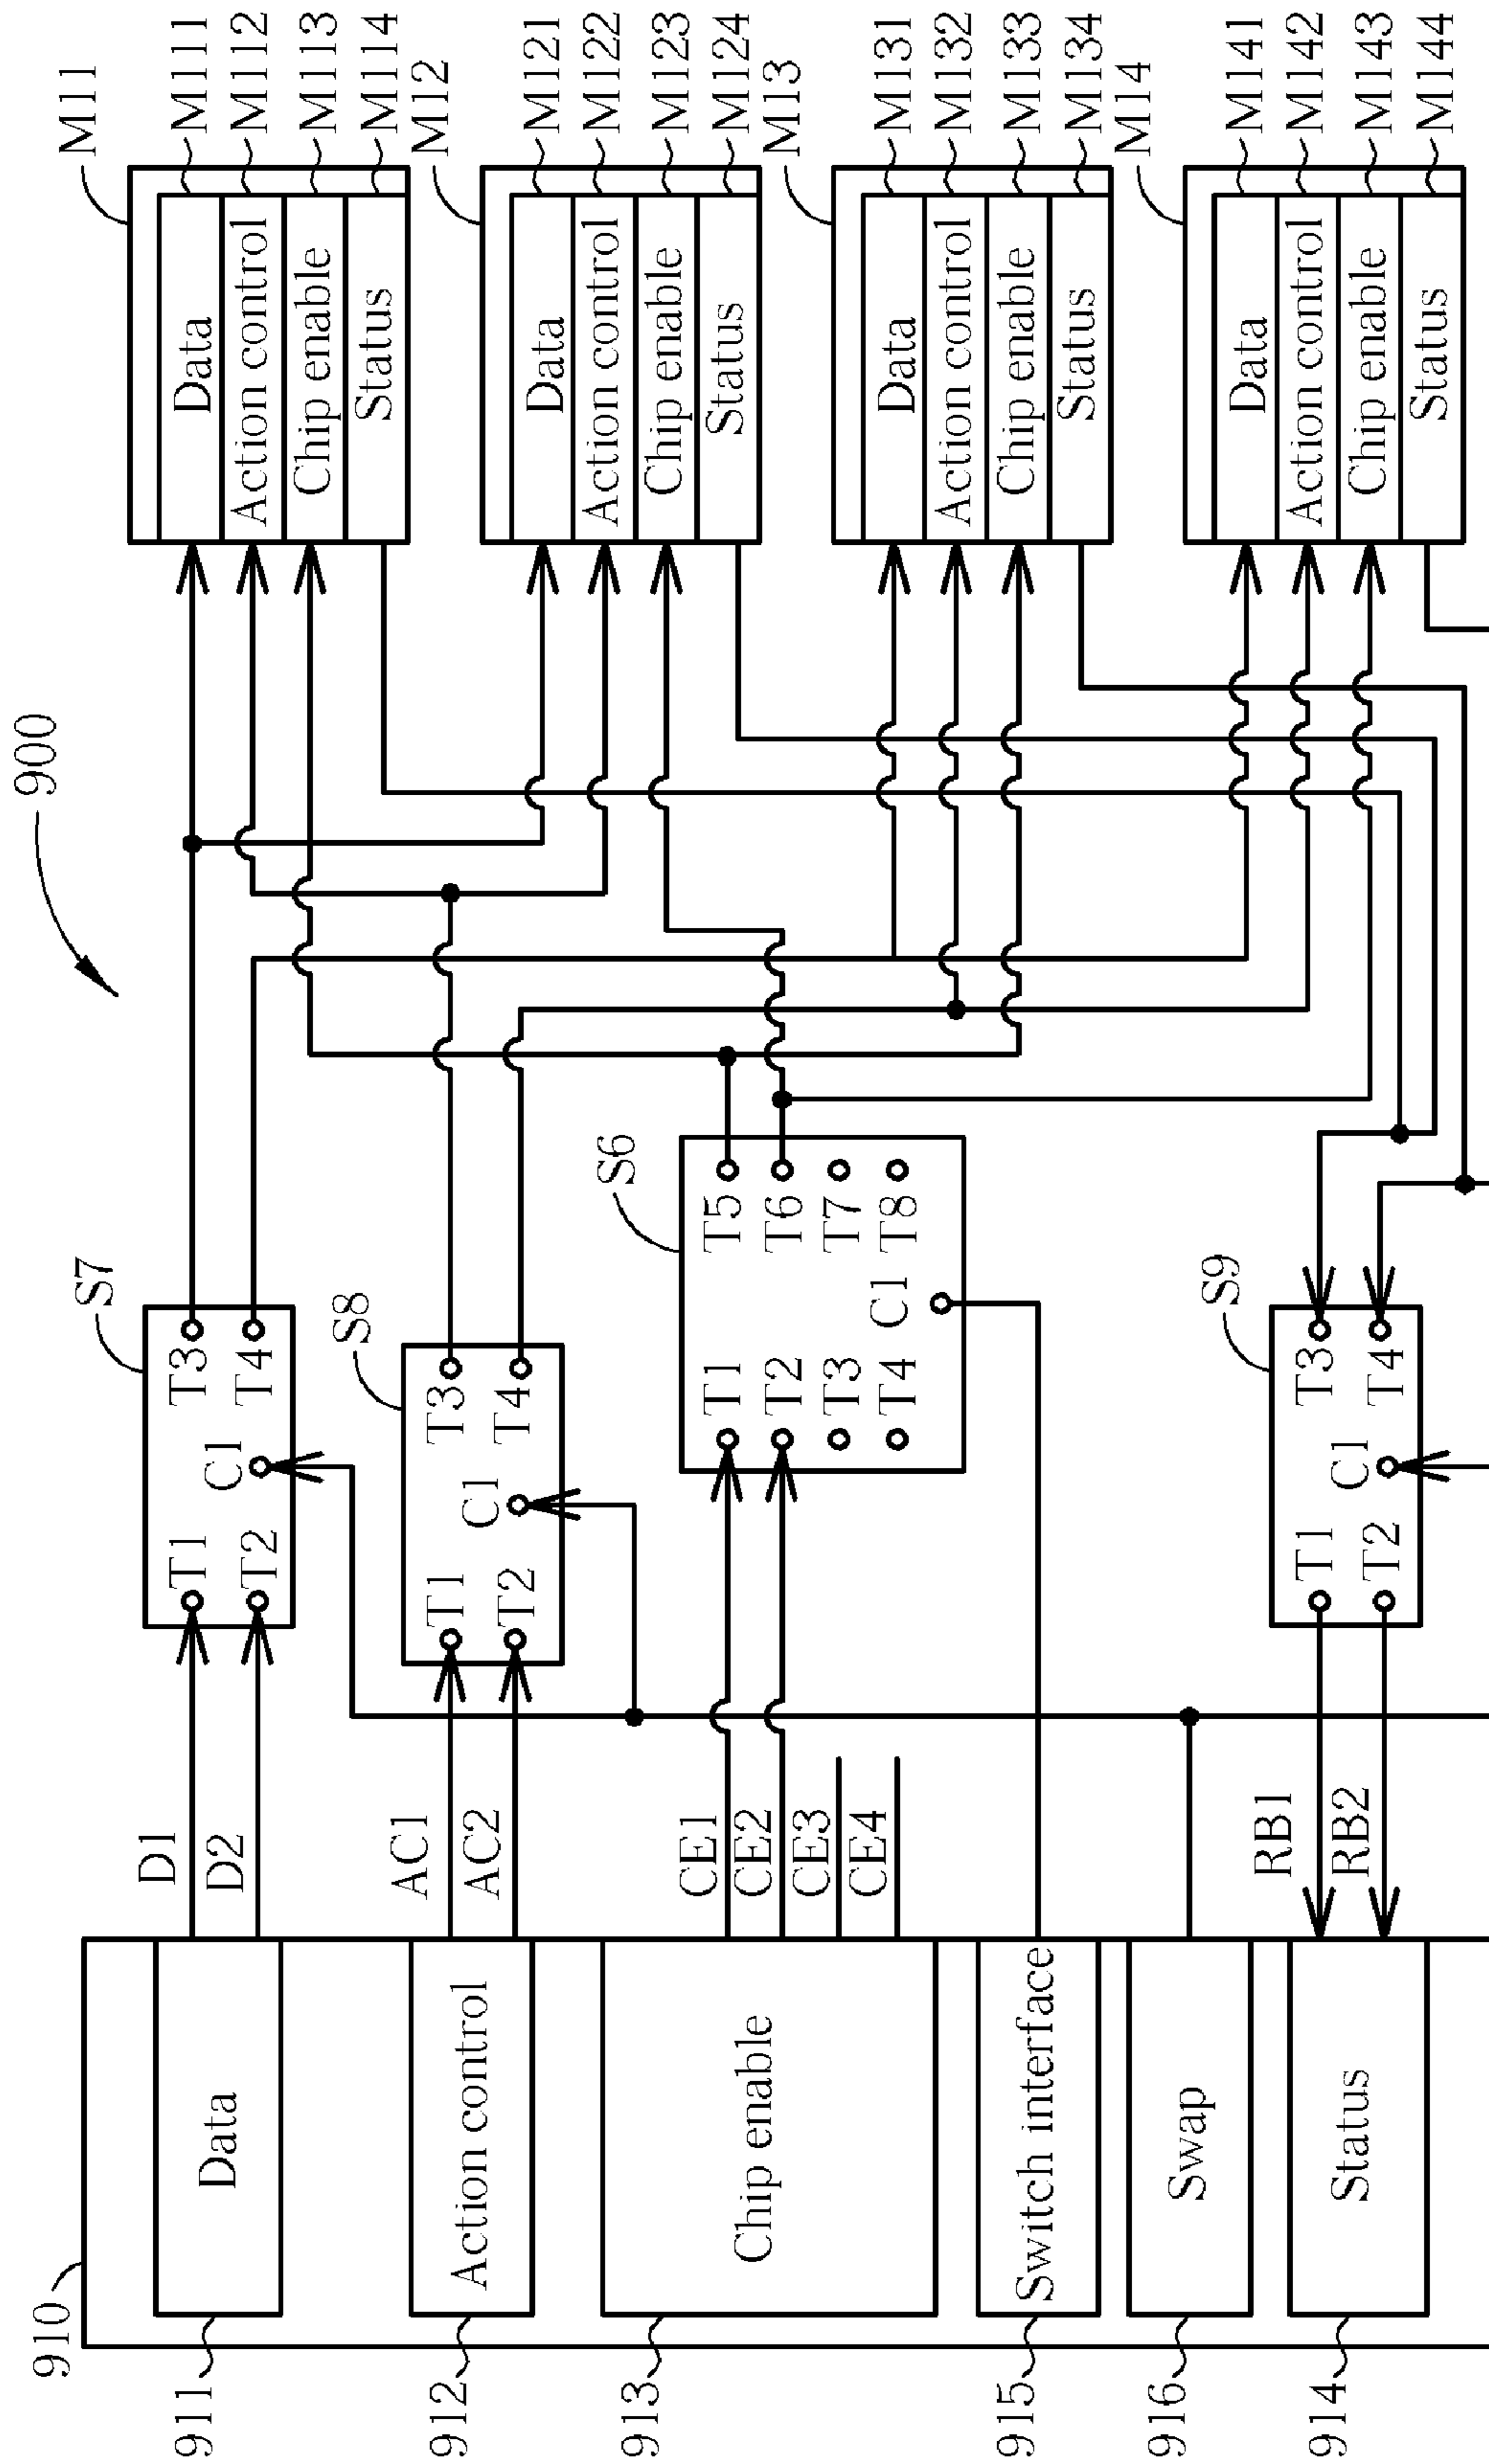 900
910
911
Data
912
Action control
913
Chip enable
915
Switch interface
916
Swap
914
Status
D1
D2
AC1
AC2
CE1
CE2
CE3
CE4
RB1
RB2
S7
T1
T2
C1
T3
T4
S8
T1
T2
C1
T3
T4
S6
T1
T2
T3
T4
C1
T5
T6
T7
T8
S9
T1
T2
C1
T3
T4
M11
Data
Action control
Chip enable
Status
M111
M112
M113
M114
M12
Data
Action control
Chip enable
Status
M121
M122
M123
M124
M13
Data
Action control
Chip enable
Status
M131
M132
M133
M134
M14
Data
Action control
Chip enable
Status
M141
M142
M143
M144